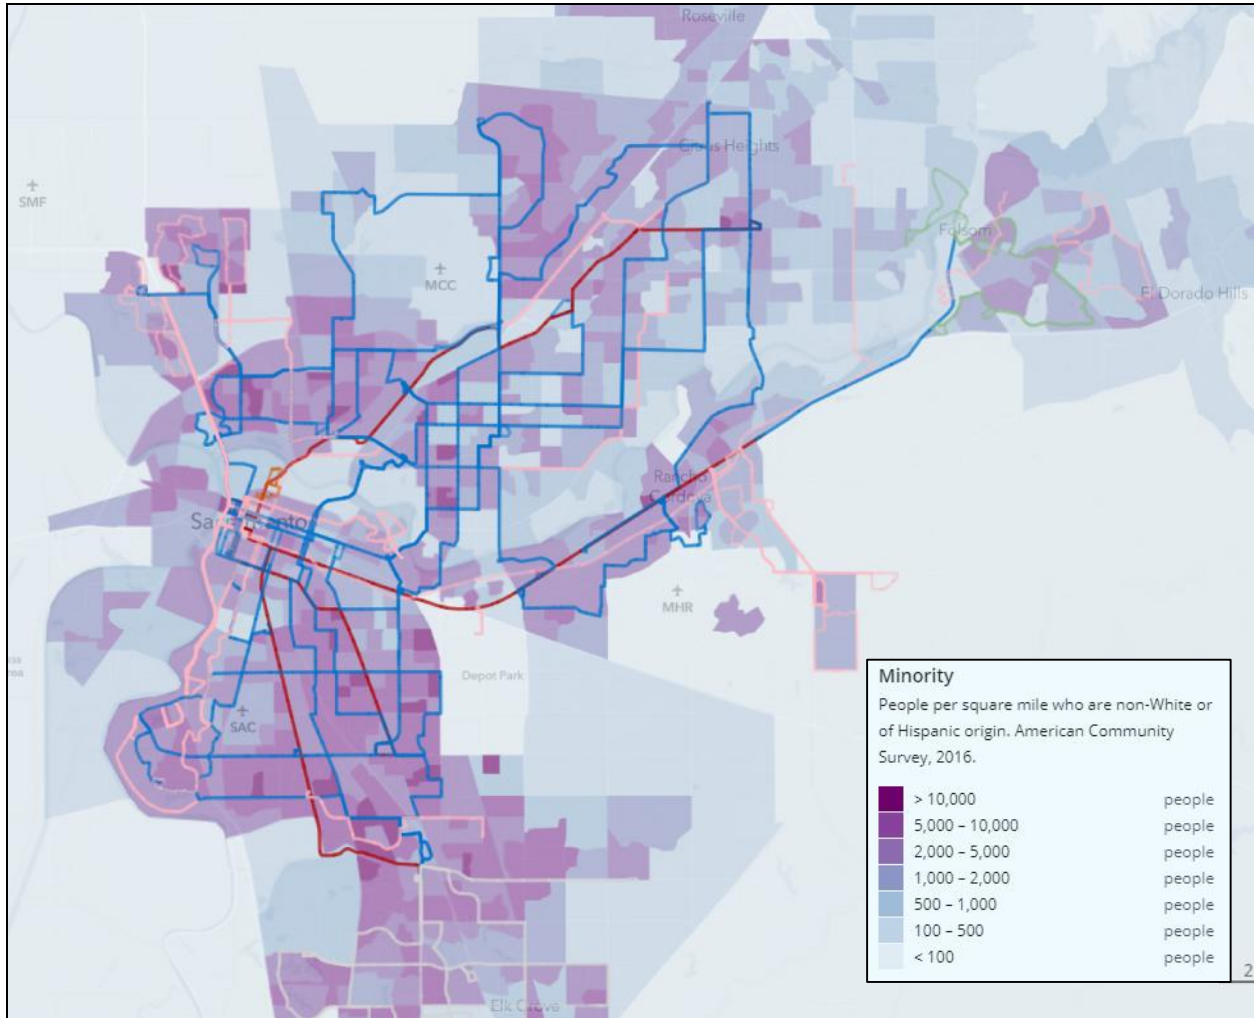 Roseville
Citrus Heights
SMF
MCC
Folsom
El Dorado Hills
Rancho
Cordova
Sacramento
MHR
Depot Park
SAC
Elk Grove
Minority
People per square mile who are non-White or
of Hispanic origin. American Community
Survey, 2016.
> 10,000 people
5,000 – 10,000 people
2,000 – 5,000 people
1,000 – 2,000 people
500 – 1,000 people
100 – 500 people
< 100 people
2